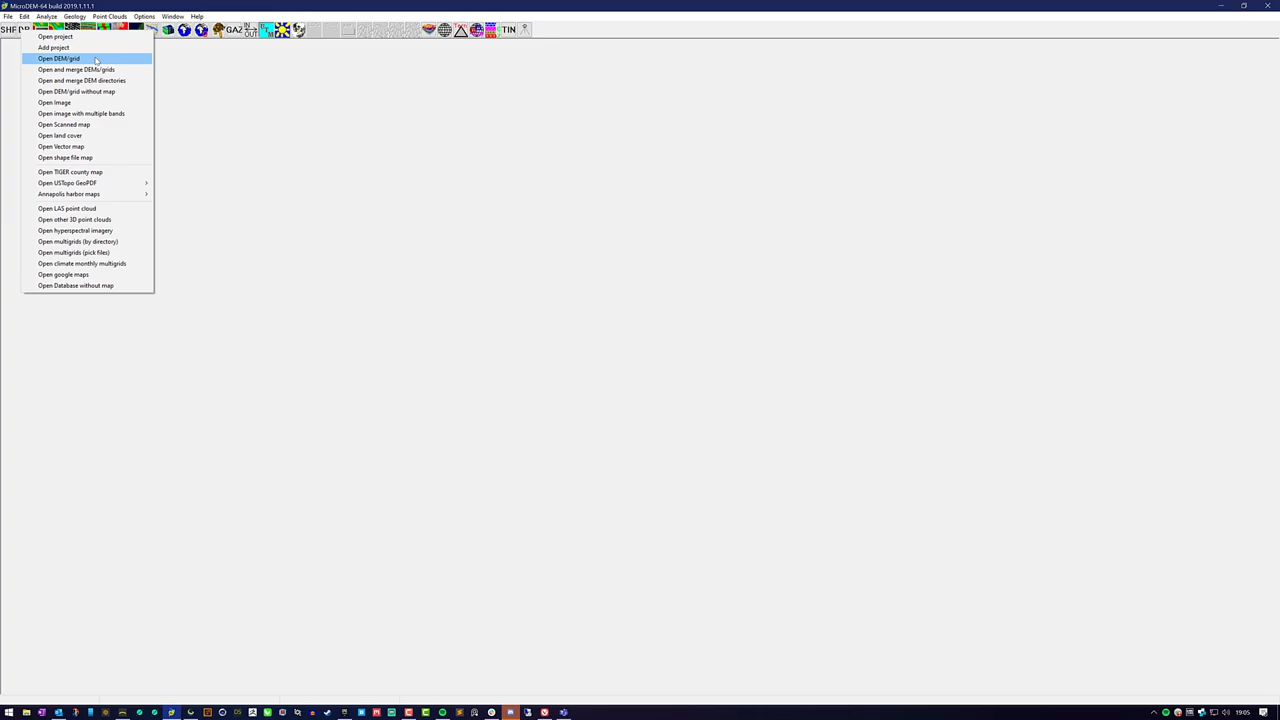 MicroDEM-64 build 2019.1.11.1
File Edit Analyze Geology Point Clouds Options Window Help
SHF DB GAZ IN OUT TIN
Open project
Add project
Open DEM/grid
Open and merge DEMs/grids
Open and merge DEM directories
Open DEM/grid without map
Open Image
Open image with multiple bands
Open Scanned map
Open land cover
Open Vector map
Open shape file map
Open TIGER county map
Open USTopo GeoPDF
Annapolis harbor maps
Open LAS point cloud
Open other 3D point clouds
Open hyperspectral imagery
Open multigrids (by directory)
Open multigrids (pick files)
Open climate monthly multigrids
Open google maps
Open Database without map
19:05